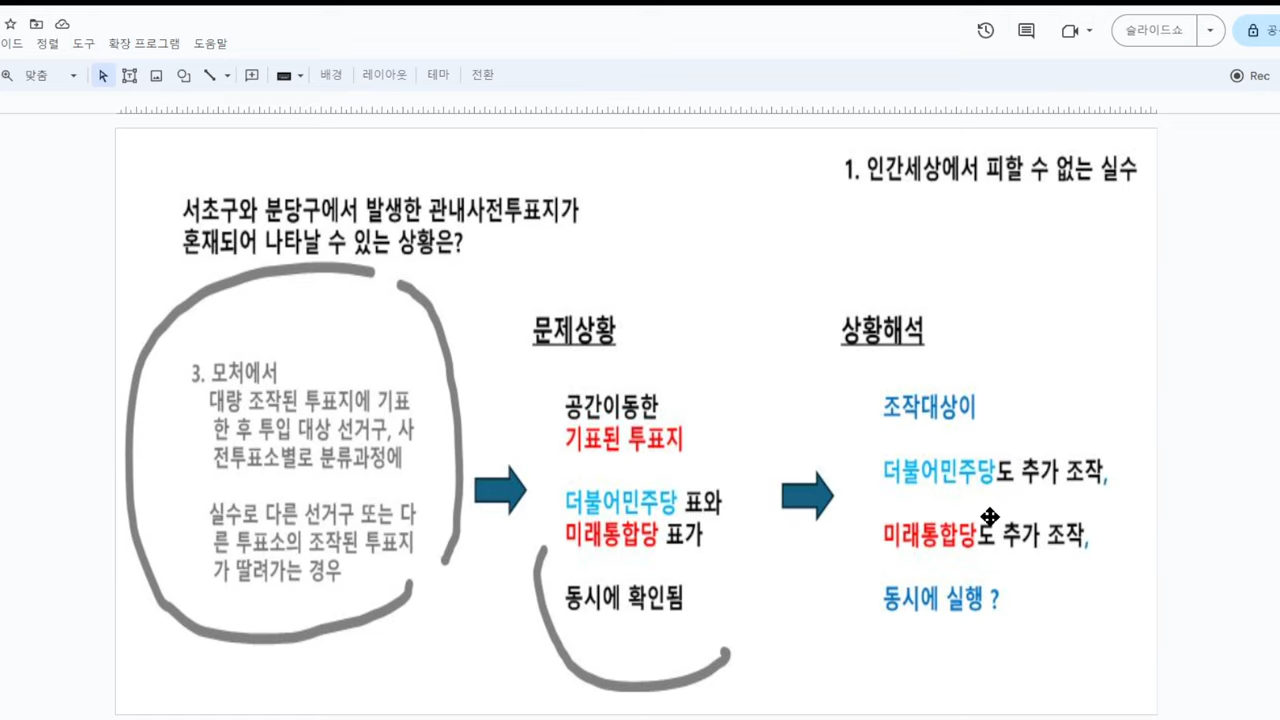 이드 정렬 도구 확장 프로그램 도움말
슬라이드쇼
맞춤 배경 레이아웃 테마 전환
Rec
1. 인간세상에서 피할 수 없는 실수
서초구와 분당구에서 발생한 관내사전투표지가
혼재되어 나타날 수 있는 상황은?
3. 모처에서
대량 조작된 투표지에 기표
한 후 투입 대상 선거구, 사
전투표소별로 분류과정에
실수로 다른 선거구 또는 다
른 투표소의 조작된 투표지
가 딸려가는 경우
문제상황
공간이동한
기표된 투표지
더불어민주당 표와
미래통합당 표가
동시에 확인됨
상황해석
조작대상이
더불어민주당도 추가 조작,
미래통합당도 추가 조작,
동시에 실행 ?